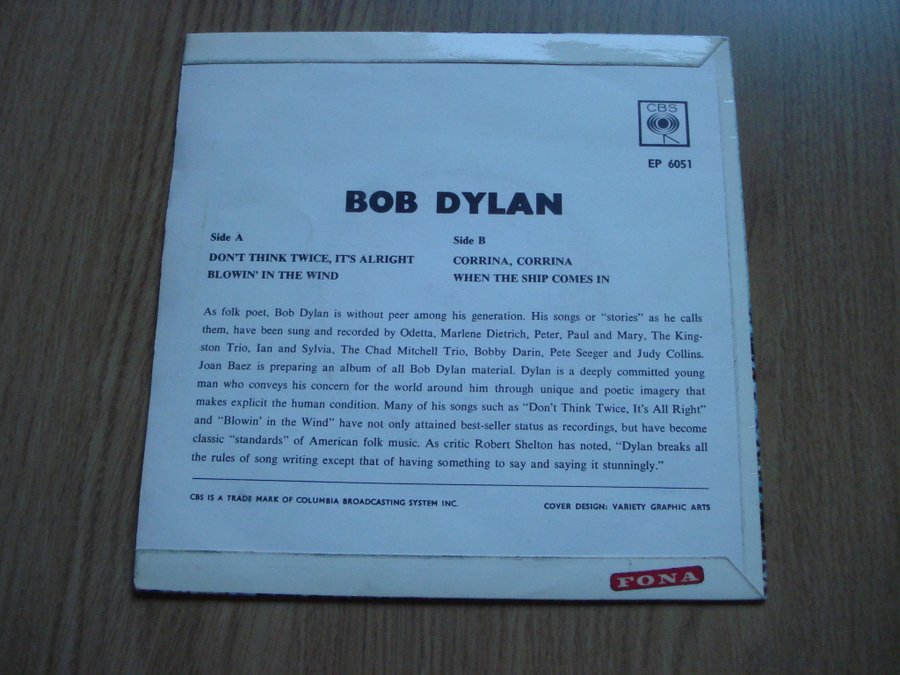 CBS
EP 6051
BOB DYLAN
Side A
DON'T THINK TWICE, IT'S ALRIGHT
BLOWIN' IN THE WIND
Side B
CORRINA, CORRINA
WHEN THE SHIP COMES IN
As folk poet, Bob Dylan is without peer among his generation. His songs or "stories" as he calls
them, have been sung and recorded by Odetta, Marlene Dietrich, Peter, Paul and Mary, The King-
ston Trio, Ian and Sylvia, The Chad Mitchell Trio, Bobby Darin, Pete Seeger and Judy Collins.
Joan Baez is preparing an album of all Bob Dylan material. Dylan is a deeply committed young
man who conveys his concern for the world around him through unique and poetic imagery that
makes explicit the human condition. Many of his songs such as "Don't Think Twice, It's All Right"
and "Blowin' in the Wind" have not only attained best-seller status as recordings, but have become
classic "standards" of American folk music. As critic Robert Shelton has noted, "Dylan breaks all
the rules of song writing except that of having something to say and saying it stunningly."
CBS IS A TRADE MARK OF COLUMBIA BROADCASTING SYSTEM INC.
COVER DESIGN: VARIETY GRAPHIC ARTS
FONA